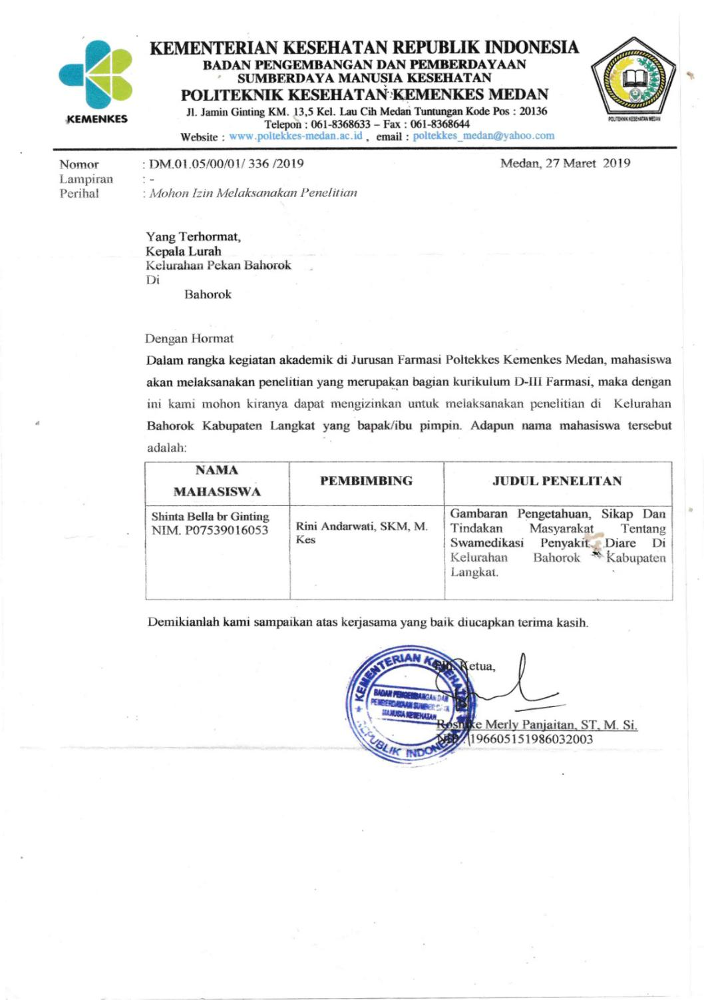 KEMENKES
KEMENTERIAN KESEHATAN REPUBLIK INDONESIA
BADAN PENGEMBANGAN DAN PEMBERDAYAAN
SUMBERDAYA MANUSIA KESEHATAN
POLITEKNIK KESEHATAN KEMENKES MEDAN
Jl. Jamin Ginting KM. 13,5 Kel. Lau Cih Medan Tuntungan Kode Pos : 20136
Telepon : 061-8368633 – Fax : 061-8368644
Website : www.poltekkes-medan.ac.id , email : poltekkes_medan@yahoo.com
POLITEKNIK KESEHATAN MEDAN
Nomor : DM.01.05/00/01/ 336 /2019 Medan, 27 Maret 2019
Lampiran : -
Perihal : Mohon Izin Melaksanakan Penelitian
Yang Terhormat,
Kepala Lurah
Kelurahan Pekan Bahorok
Di
Bahorok
Dengan Hormat
Dalam rangka kegiatan akademik di Jurusan Farmasi Poltekkes Kemenkes Medan, mahasiswa
akan melaksanakan penelitian yang merupakan bagian kurikulum D-III Farmasi, maka dengan
ini kami mohon kiranya dapat mengizinkan untuk melaksanakan penelitian di Kelurahan
Bahorok Kabupaten Langkat yang bapak/ibu pimpin. Adapun nama mahasiswa tersebut
adalah:
NAMA
MAHASISWA
PEMBIMBING
JUDUL PENELITAN
Shinta Bella br Ginting
NIM. P07539016053
Rini Andarwati, SKM, M.
Kes
Gambaran Pengetahuan, Sikap Dan
Tindakan Masyarakat Tentang
Swamedikasi Penyakit Diare Di
Kelurahan Bahorok Kabupaten
Langkat.
Demikianlah kami sampaikan atas kerjasama yang baik diucapkan terima kasih.
Plh. Ketua,
KEMENTERIAN KESEHATAN
BADAN PENGEMBANGAN DAN
PEMBERDAYAAN SUMBER DAYA
MANUSIA KESEHATAN
REPUBLIK INDONESIA
Rosnike Merly Panjaitan, ST, M. Si.
NIP. 196605151986032003